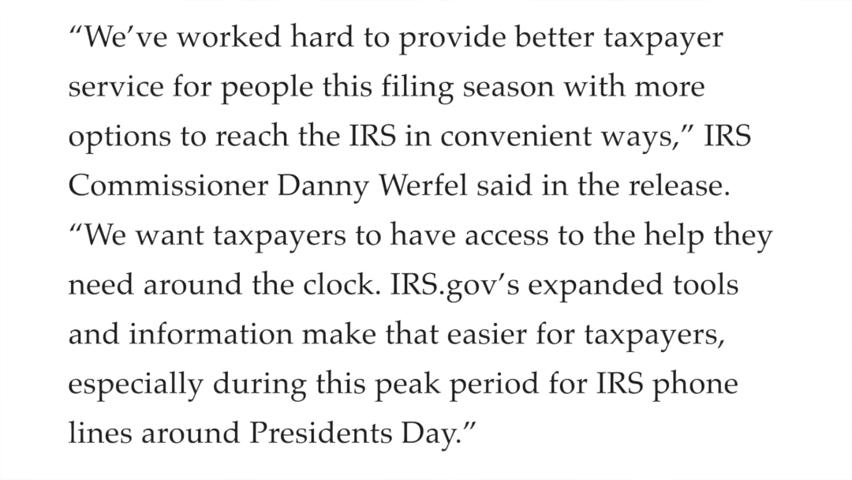 “We’ve worked hard to provide better taxpayer
service for people this filing season with more
options to reach the IRS in convenient ways,” IRS
Commissioner Danny Werfel said in the release.
“We want taxpayers to have access to the help they
need around the clock. IRS.gov’s expanded tools
and information make that easier for taxpayers,
especially during this peak period for IRS phone
lines around Presidents Day.”